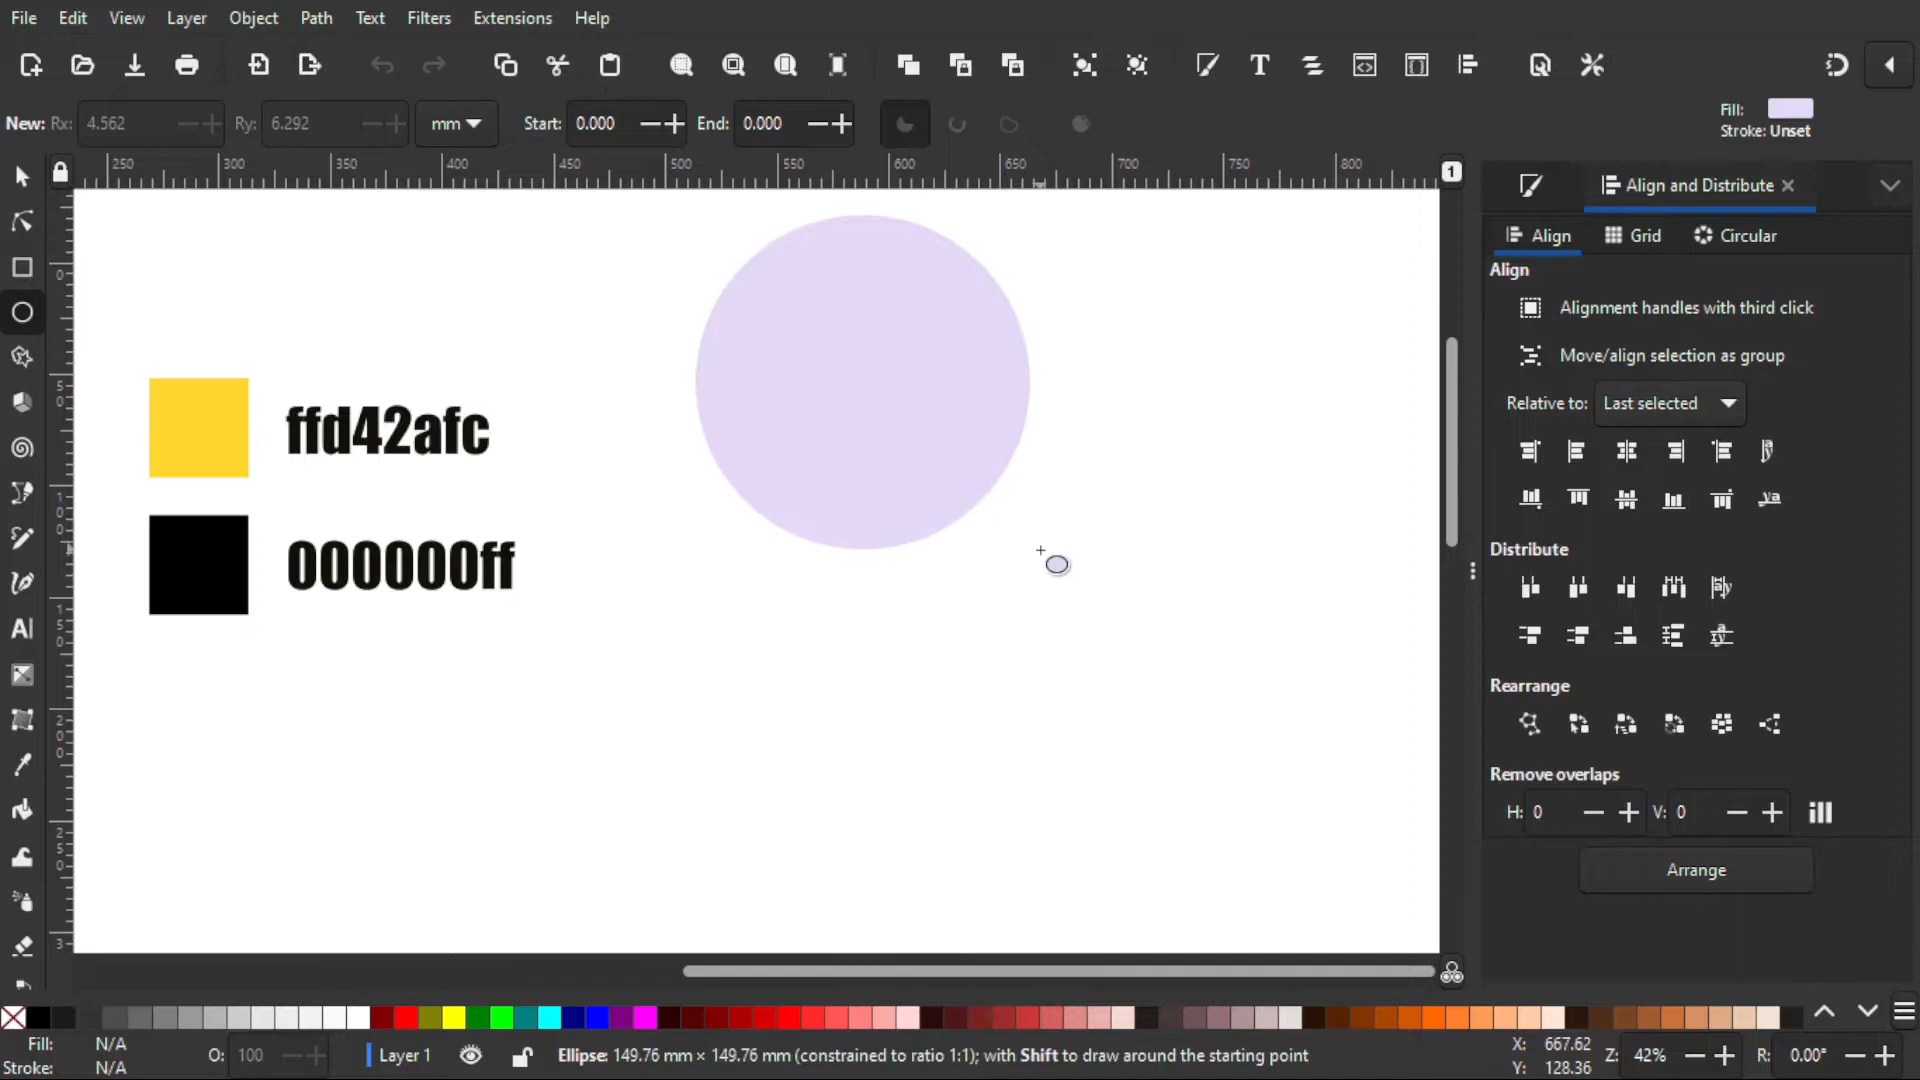 File Edit View Layer Object Path Text Filters Extensions Help
New: Rx: 4.562 Ry: 6.292 mm Start: 0.000 End: 0.000
Fill:
Stroke: Unset
250 300 350 400 450 500 550 600 650 700 750 800
1
Align and Distribute
Align Grid Circular
Align
Alignment handles with third click
Move/align selection as group
Relative to: Last selected
ffd42afc
000000ff
Distribute
Rearrange
Remove overlaps
H: 0 V: 0
Arrange
Fill: N/A
Stroke: N/A
O: 100
Layer 1
Ellipse: 149.76 mm × 149.76 mm (constrained to ratio 1:1); with Shift to draw around the starting point
X: 667.62
Y: 128.36
Z: 42%
R: 0.00°